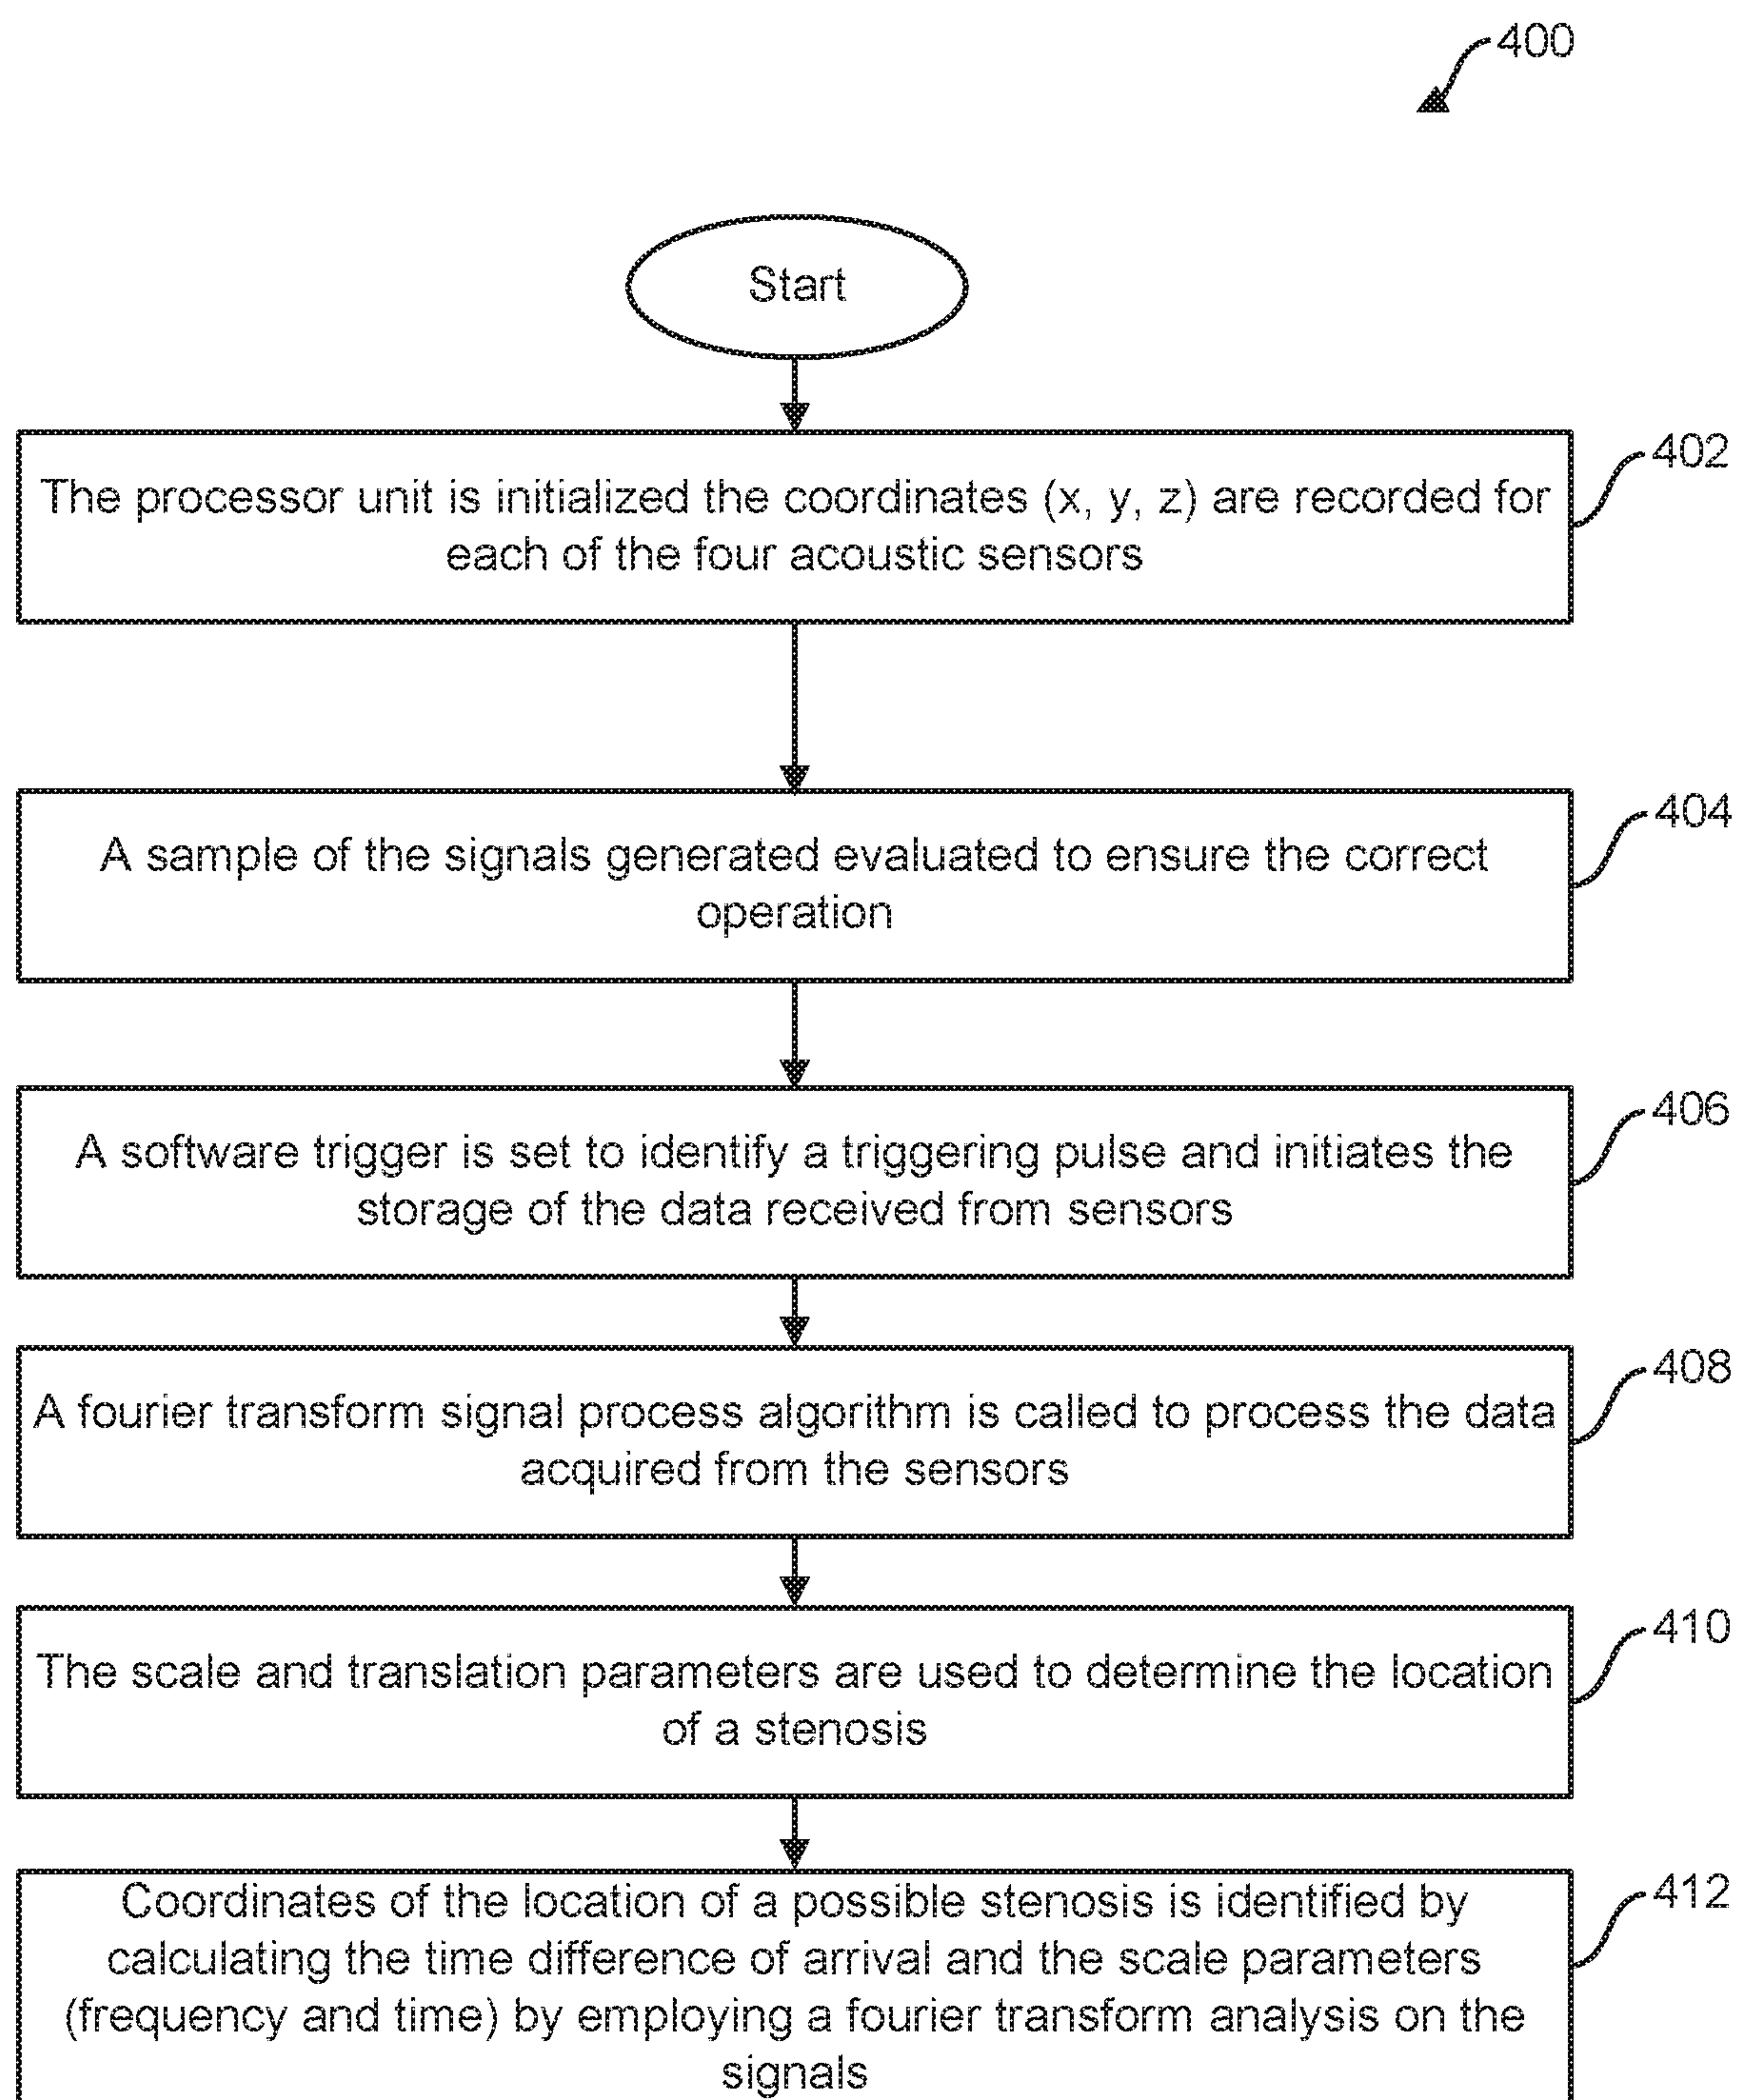 400
Start
402
The processor unit is initialized the coordinates (x, y, z) are recorded for
each of the four acoustic sensors
404
A sample of the signals generated evaluated to ensure the correct
operation
406
A software trigger is set to identify a triggering pulse and initiates the
storage of the data received from sensors
408
A fourier transform signal process algorithm is called to process the data
acquired from the sensors
410
The scale and translation parameters are used to determine the location
of a stenosis
412
Coordinates of the location of a possible stenosis is identified by
calculating the time difference of arrival and the scale parameters
(frequency and time) by employing a fourier transform analysis on the
signals